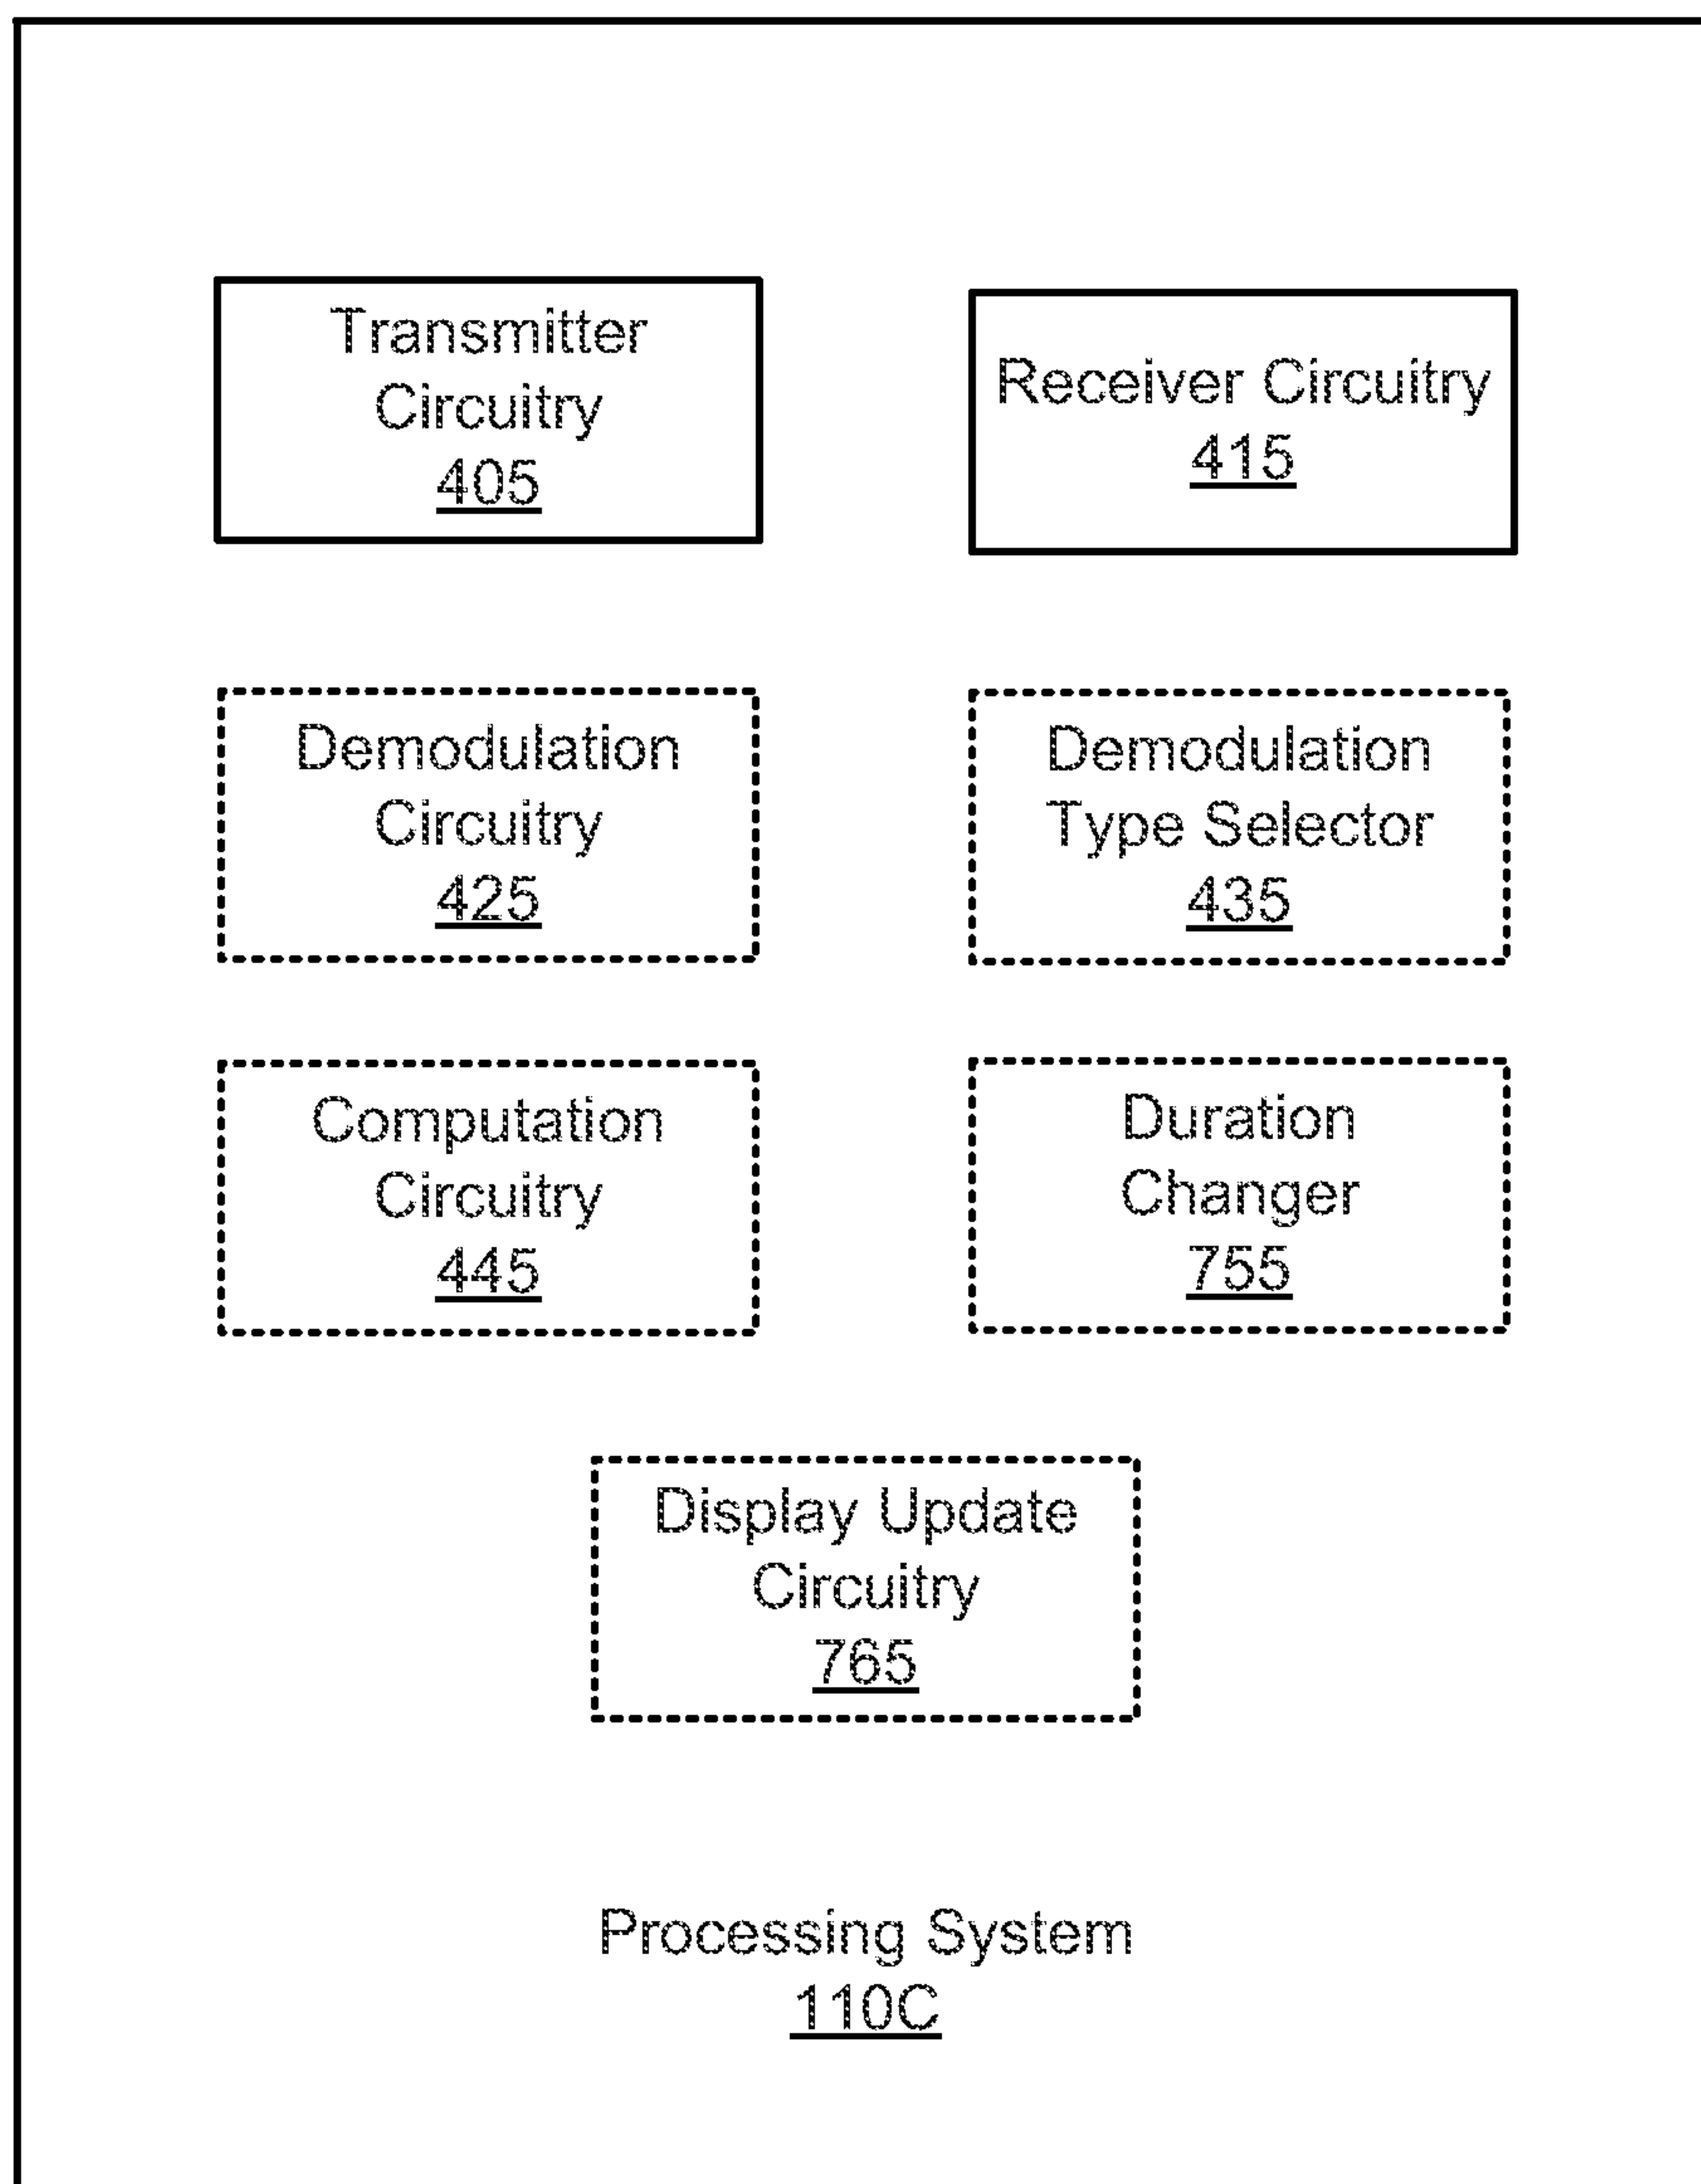 Transmitter
Circuitry
405
Receiver Circuitry
415
Demodulation
Circuitry
425
Demodulation
Type Selector
435
Computation
Circuitry
445
Duration
Changer
755
Display Update
Circuitry
765
Processing System
110C